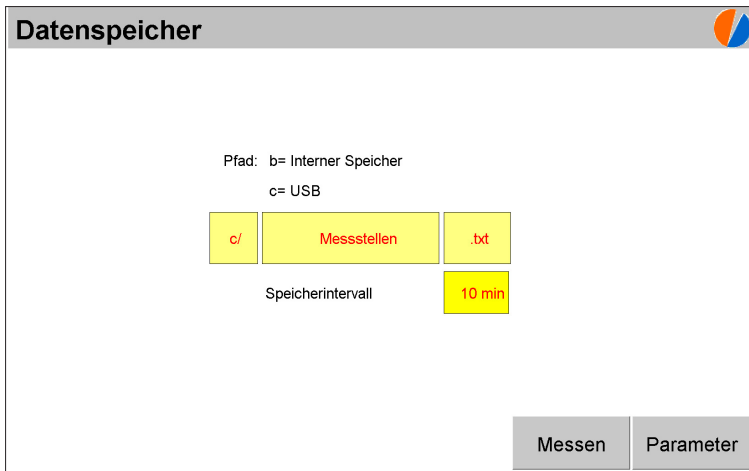 Datenspeicher
Pfad: b= Interner Speicher
c= USB
c/ Messstellen .txt
Speicherintervall 10 min
Messen Parameter